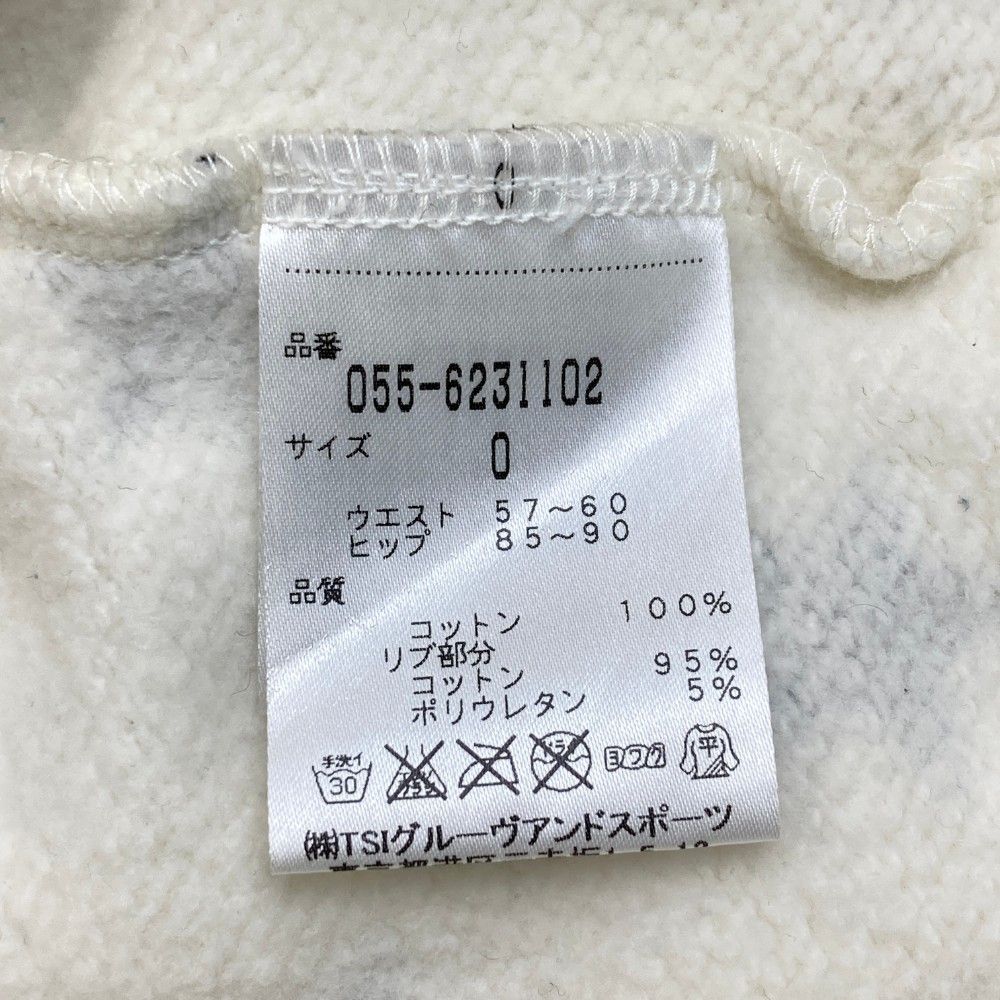 品番
055-6231102
サイズ 0
ウエスト 57～60
ヒップ 85～90
品質
コットン 100%
リブ部分
コットン 95%
ポリウレタン 5%
手洗イ 30 ヨワク 平
㈱TSIグルーヴアンドスポーツ